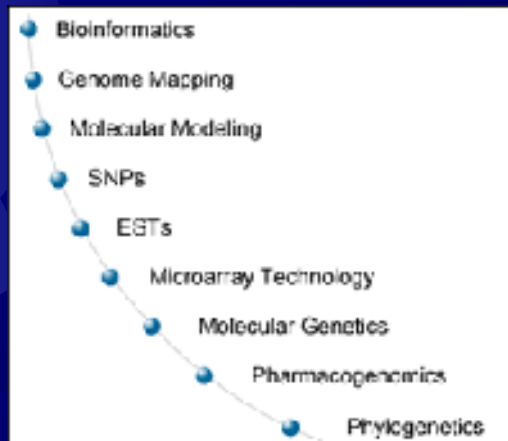 Bioinformatics
Genome Mapping
Molecular Modeling
SNPs
ESTs
Microarray Technology
Molecular Genetics
Pharmacogenomics
Phylogenetics